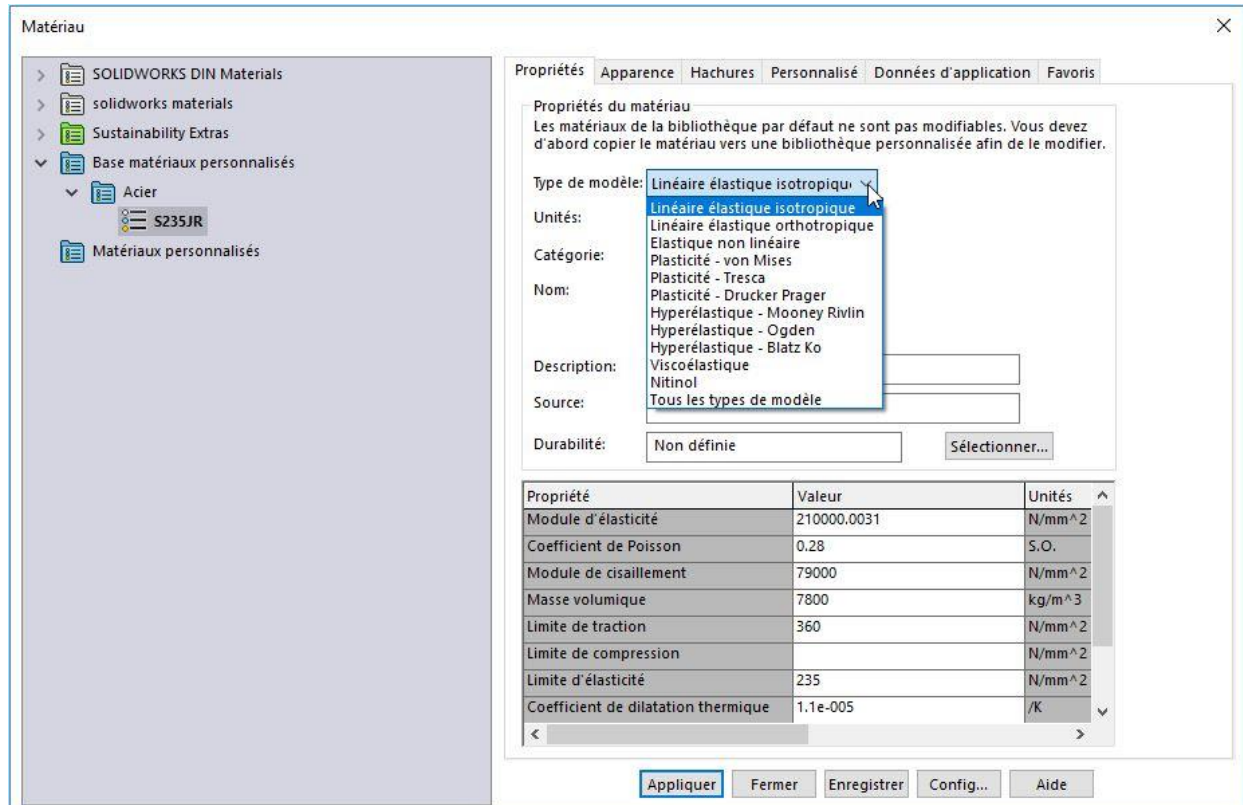 Matériau
SOLIDWORKS DIN Materials
solidworks materials
Sustainability Extras
Base matériaux personnalisés
Acier
S235JR
Matériaux personnalisés
Propriétés Apparence Hachures Personnalisé Données d'application Favoris
Propriétés du matériau
Les matériaux de la bibliothèque par défaut ne sont pas modifiables. Vous devez
d'abord copier le matériau vers une bibliothèque personnalisée afin de le modifier.
Type de modèle: Linéaire élastique isotropiqu
Linéaire élastique isotropique
Unités: Linéaire élastique orthotropique
Elastique non linéaire
Catégorie: Plasticité - von Mises
Plasticité - Tresca
Nom: Plasticité - Drucker Prager
Hyperélastique - Mooney Rivlin
Hyperélastique - Ogden
Hyperélastique - Blatz Ko
Description: Viscoélastique
Nitinol
Source: Tous les types de modèle
Durabilité: Non définie Sélectionner...
Propriété Valeur Unités
Module d'élasticité 210000.0031 N/mm^2
Coefficient de Poisson 0.28 S.O.
Module de cisaillement 79000 N/mm^2
Masse volumique 7800 kg/m^3
Limite de traction 360 N/mm^2
Limite de compression N/mm^2
Limite d'élasticité 235 N/mm^2
Coefficient de dilatation thermique 1.1e-005 /K
Appliquer Fermer Enregistrer Config... Aide